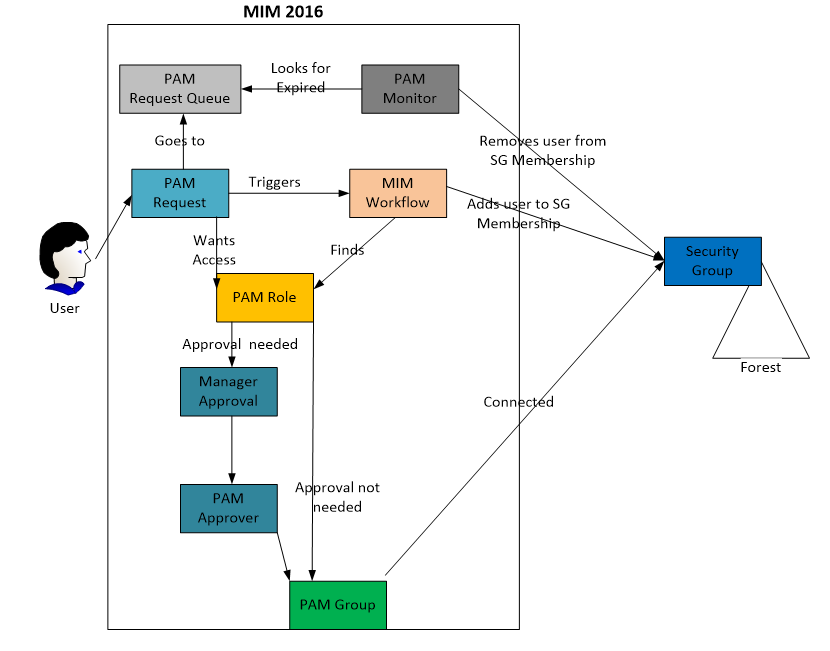 MIM 2016
PAM
Request Queue
Looks for
Expired
PAM
Monitor
Goes to
Removes user from
SG Membership
PAM
Request
Triggers
MIM
Workflow
Adds user to SG
Membership
Wants
Access
Finds
Security
Group
User
PAM Role
Approval needed
Forest
Manager
Approval
Connected
PAM
Approver
Approval not
needed
PAM Group